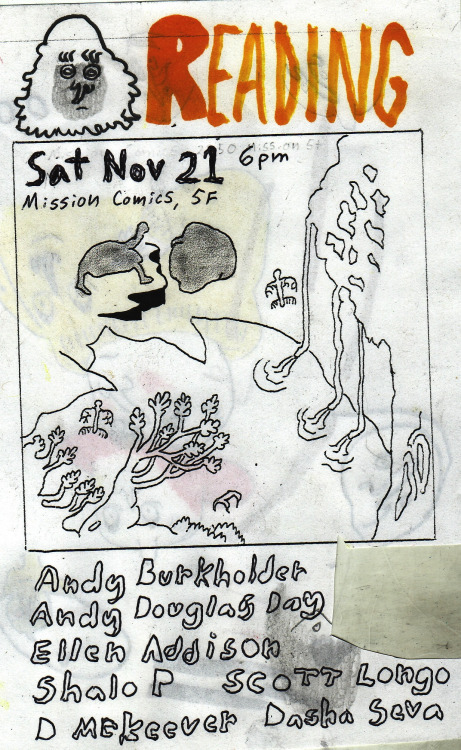 READING
Sat Nov 21 6pm
Mission Comics, SF
Andy Burkholder
Andy Douglas Day
Ellen Addison
Shalo P Scott Longo
D McKeever Dasha Seva